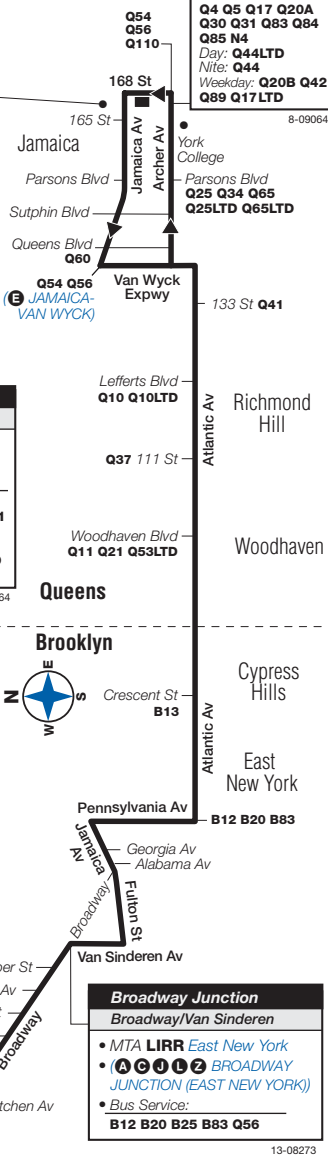 Q54
Q56
Q110
Q4 Q5 Q17 Q20A
Q30 Q31 Q83 Q84
Q85 N4
Day: Q44LTD
Nite: Q44
Weekday: Q20B Q42
Q89 Q17LTD
8-09064
168 St
165 St
Jamaica
Jamaica Av
Archer Av
York
College
Parsons Blvd
Parsons Blvd
Q25 Q34 Q65
Q25LTD Q65LTD
Sutphin Blvd
Queens Blvd
Q60
Q54 Q56
(E JAMAICA-
VAN WYCK)
Van Wyck
Expwy
133 St Q41
Lefferts Blvd
Q10 Q10LTD
Atlantic Av
Richmond
Hill
Q37 111 St
Woodhaven Blvd
Q11 Q21 Q53LTD
Woodhaven
64
Queens
Brooklyn
N
E
S
W
Crescent St
B13
Cypress
Hills
Atlantic Av
East
New York
Pennsylvania Av
B12 B20 B83
Jamaica
Av
Georgia Av
Alabama Av
Broadway
Fulton St
Van Sinderen Av
er St
Av
Broadway
tchen Av
Broadway Junction
Broadway/Van Sinderen
• MTA LIRR East New York
• (A C J L Z BROADWAY
JUNCTION (EAST NEW YORK))
• Bus Service:
B12 B20 B25 B83 Q56
13-08273